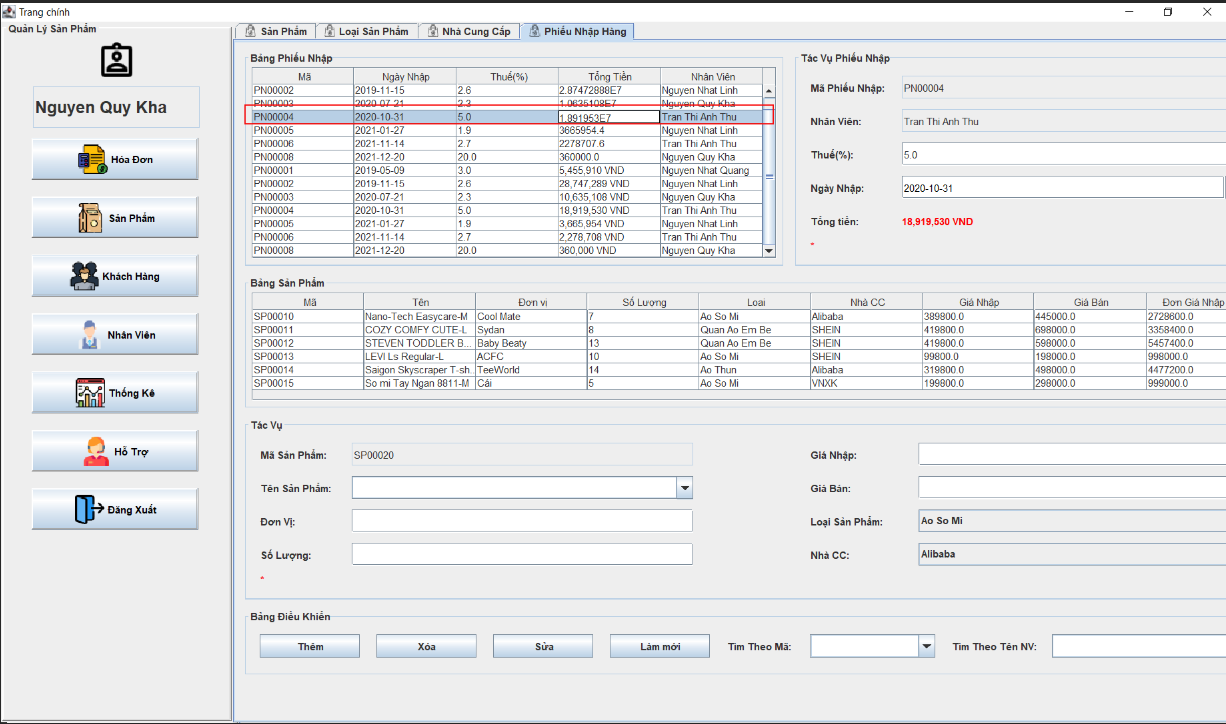 Trang chính
Quản Lý Sản Phẩm
Nguyen Quy Kha
Hóa Đơn
Sản Phẩm
Khách Hàng
Nhân Viên
Thống Kê
Hỗ Trợ
Đăng Xuất
Sản Phẩm Loại Sản Phẩm Nhà Cung Cấp Phiếu Nhập Hàng
Bảng Phiếu Nhập
Mã Ngày Nhập Thuế(%) Tổng Tiền Nhân Viên
PN00002 2019-11-15 2.6 2.87472888E7 Nguyen Nhat Linh
PN00003 2020-07-21 2.3 1.0635108E7 Nguyen Quy Kha
PN00004 2020-10-31 5.0 1.891953E7 Tran Thi Anh Thu
PN00005 2021-01-27 1.9 3665954.4 Nguyen Nhat Linh
PN00006 2021-11-14 2.7 2278707.6 Tran Thi Anh Thu
PN00008 2021-12-20 20.0 360000.0 Nguyen Quy Kha
PN00001 2019-05-09 3.0 5,455,910 VND Nguyen Nhat Quang
PN00002 2019-11-15 2.6 28,747,289 VND Nguyen Nhat Linh
PN00003 2020-07-21 2.3 10,635,108 VND Nguyen Quy Kha
PN00004 2020-10-31 5.0 18,919,530 VND Tran Thi Anh Thu
PN00005 2021-01-27 1.9 3,665,954 VND Nguyen Nhat Linh
PN00006 2021-11-14 2.7 2,278,708 VND Tran Thi Anh Thu
PN00008 2021-12-20 20.0 360,000 VND Nguyen Quy Kha
Tác Vụ Phiếu Nhập
Mã Phiếu Nhập: PN00004
Nhân Viên: Tran Thi Anh Thu
Thuế(%): 5.0
Ngày Nhập: 2020-10-31
Tổng tiền: 18,919,530 VND
*
Bảng Sản Phẩm
Mã Tên Đơn vị Số Lượng Loại Nhà CC Giá Nhập Giá Bán Đơn Giá Nhập
SP00010 Nano-Tech Easycare-M Cool Mate 7 Ao So Mi Alibaba 389800.0 445000.0 2728600.0
SP00011 COZY COMFY CUTE-L Sydan 8 Quan Ao Em Be SHEIN 419800.0 698000.0 3358400.0
SP00012 STEVEN TODDLER B... Baby Beaty 13 Quan Ao Em Be SHEIN 419800.0 598000.0 5457400.0
SP00013 LEVI Ls Regular-L ACFC 10 Ao So Mi SHEIN 99800.0 198000.0 998000.0
SP00014 Saigon Skyscraper T-sh.. TeeWorld 14 Ao Thun Alibaba 319800.0 498000.0 4477200.0
SP00015 So mi Tay Ngan 8811-M Cái 5 Ao So Mi VNXK 199800.0 298000.0 999000.0
Tác Vụ
Mã Sản Phẩm: SP00020 Giá Nhập:
Tên Sản Phẩm: Giá Bán:
Đơn Vị: Loại Sản Phẩm: Ao So Mi
Số Lượng: Nhà CC: Alibaba
*
Bảng Điều Khiển
Thêm Xóa Sửa Làm mới Tìm Theo Mã: Tìm Theo Tên NV: